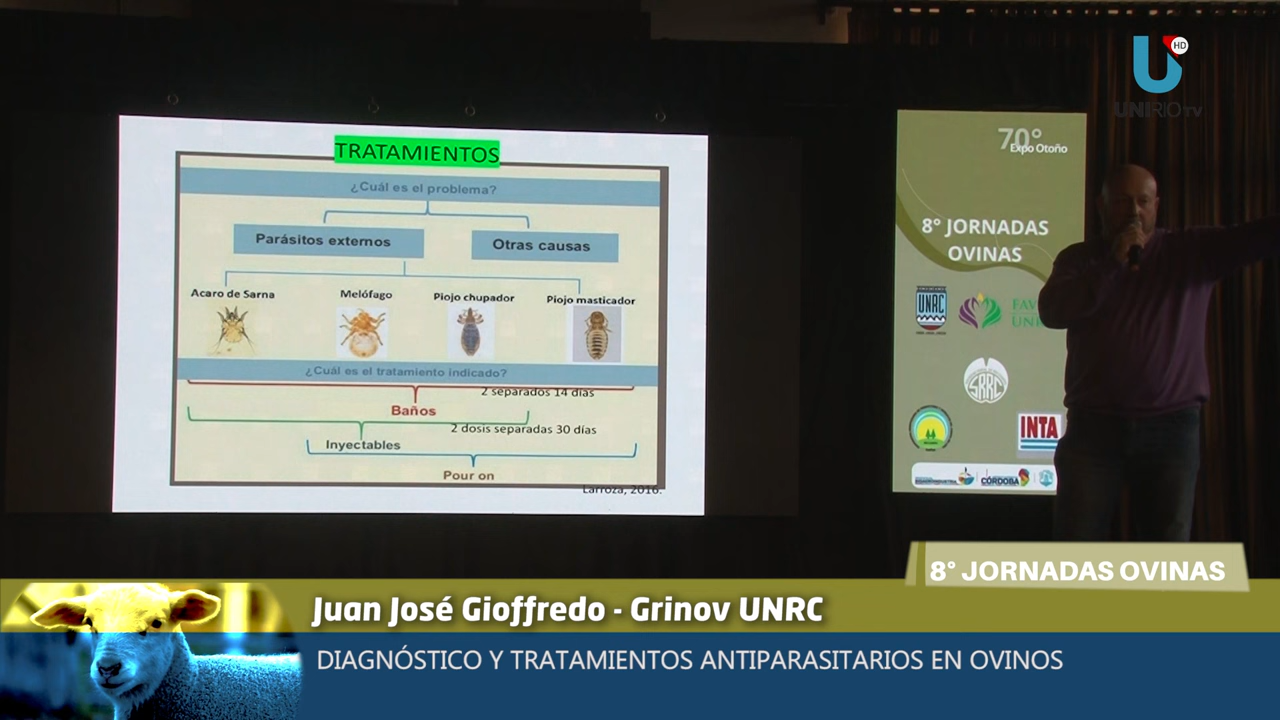 TRATAMIENTOS
¿Cuál es el problema?
Parásitos externos
Otras causas
Acaro de Sarna
Melófago
Piojo chupador
Piojo masticador
¿Cuál es el tratamiento indicado?
2 separados 14 días
Baños
2 dosis separadas 30 días
Inyectables
Pour on
Larroza, 2016.
HD
UNIRIO TV
70°
Expo Otoño
8° JORNADAS
OVINAS
UNRC
FAV
UNR
SRRC
INTA
CÓRDOBA
8° JORNADAS OVINAS
Juan José Gioffredo - Grinov UNRC
DIAGNÓSTICO Y TRATAMIENTOS ANTIPARASITARIOS EN OVINOS